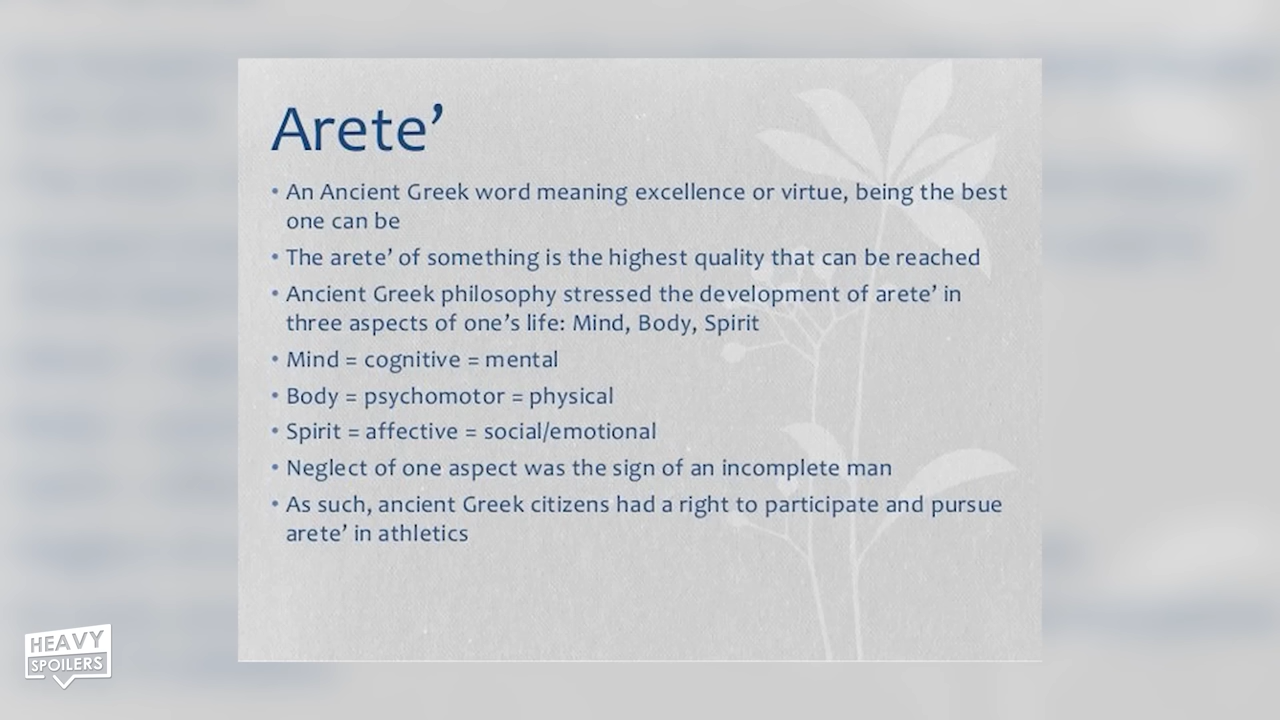 Arete’
• An Ancient Greek word meaning excellence or virtue, being the best
one can be
• The arete’ of something is the highest quality that can be reached
• Ancient Greek philosophy stressed the development of arete’ in
three aspects of one’s life: Mind, Body, Spirit
• Mind = cognitive = mental
• Body = psychomotor = physical
• Spirit = affective = social/emotional
• Neglect of one aspect was the sign of an incomplete man
• As such, ancient Greek citizens had a right to participate and pursue
arete’ in athletics
HEAVY
SPOILERS